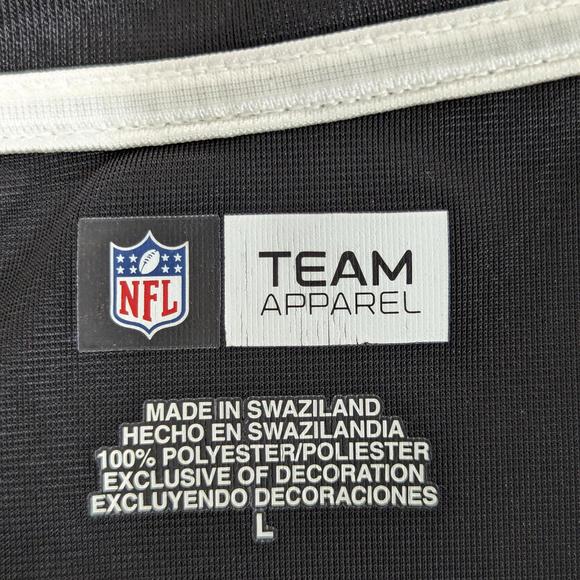 NFL
TEAM
APPAREL
MADE IN SWAZILAND
HECHO EN SWAZILANDIA
100% POLYESTER/POLIESTER
EXCLUSIVE OF DECORATION
EXCLUYENDO DECORACIONES
L